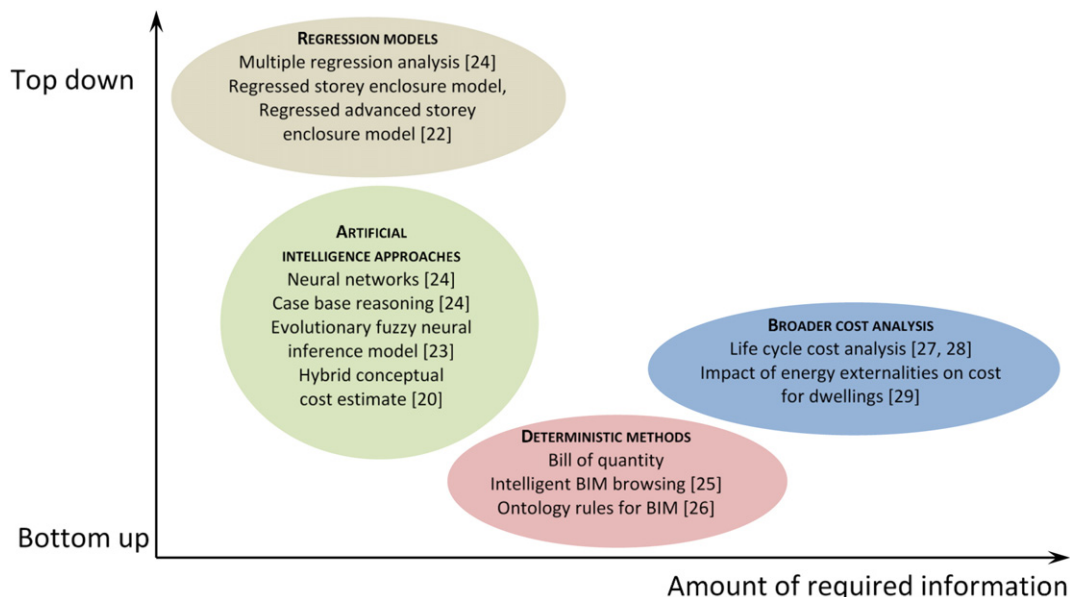 Top down
REGRESSION MODELS
Multiple regression analysis [24]
Regressed storey enclosure model,
Regressed advanced storey
enclosure model [22]
ARTIFICIAL
INTELLIGENCE APPROACHES
Neural networks [24]
Case base reasoning [24]
Evolutionary fuzzy neural
inference model [23]
Hybrid conceptual
cost estimate [20]
BROADER COST ANALYSIS
Life cycle cost analysis [27, 28]
Impact of energy externalities on cost
for dwellings [29]
DETERMINISTIC METHODS
Bill of quantity
Intelligent BIM browsing [25]
Ontology rules for BIM [26]
Bottom up
Amount of required information